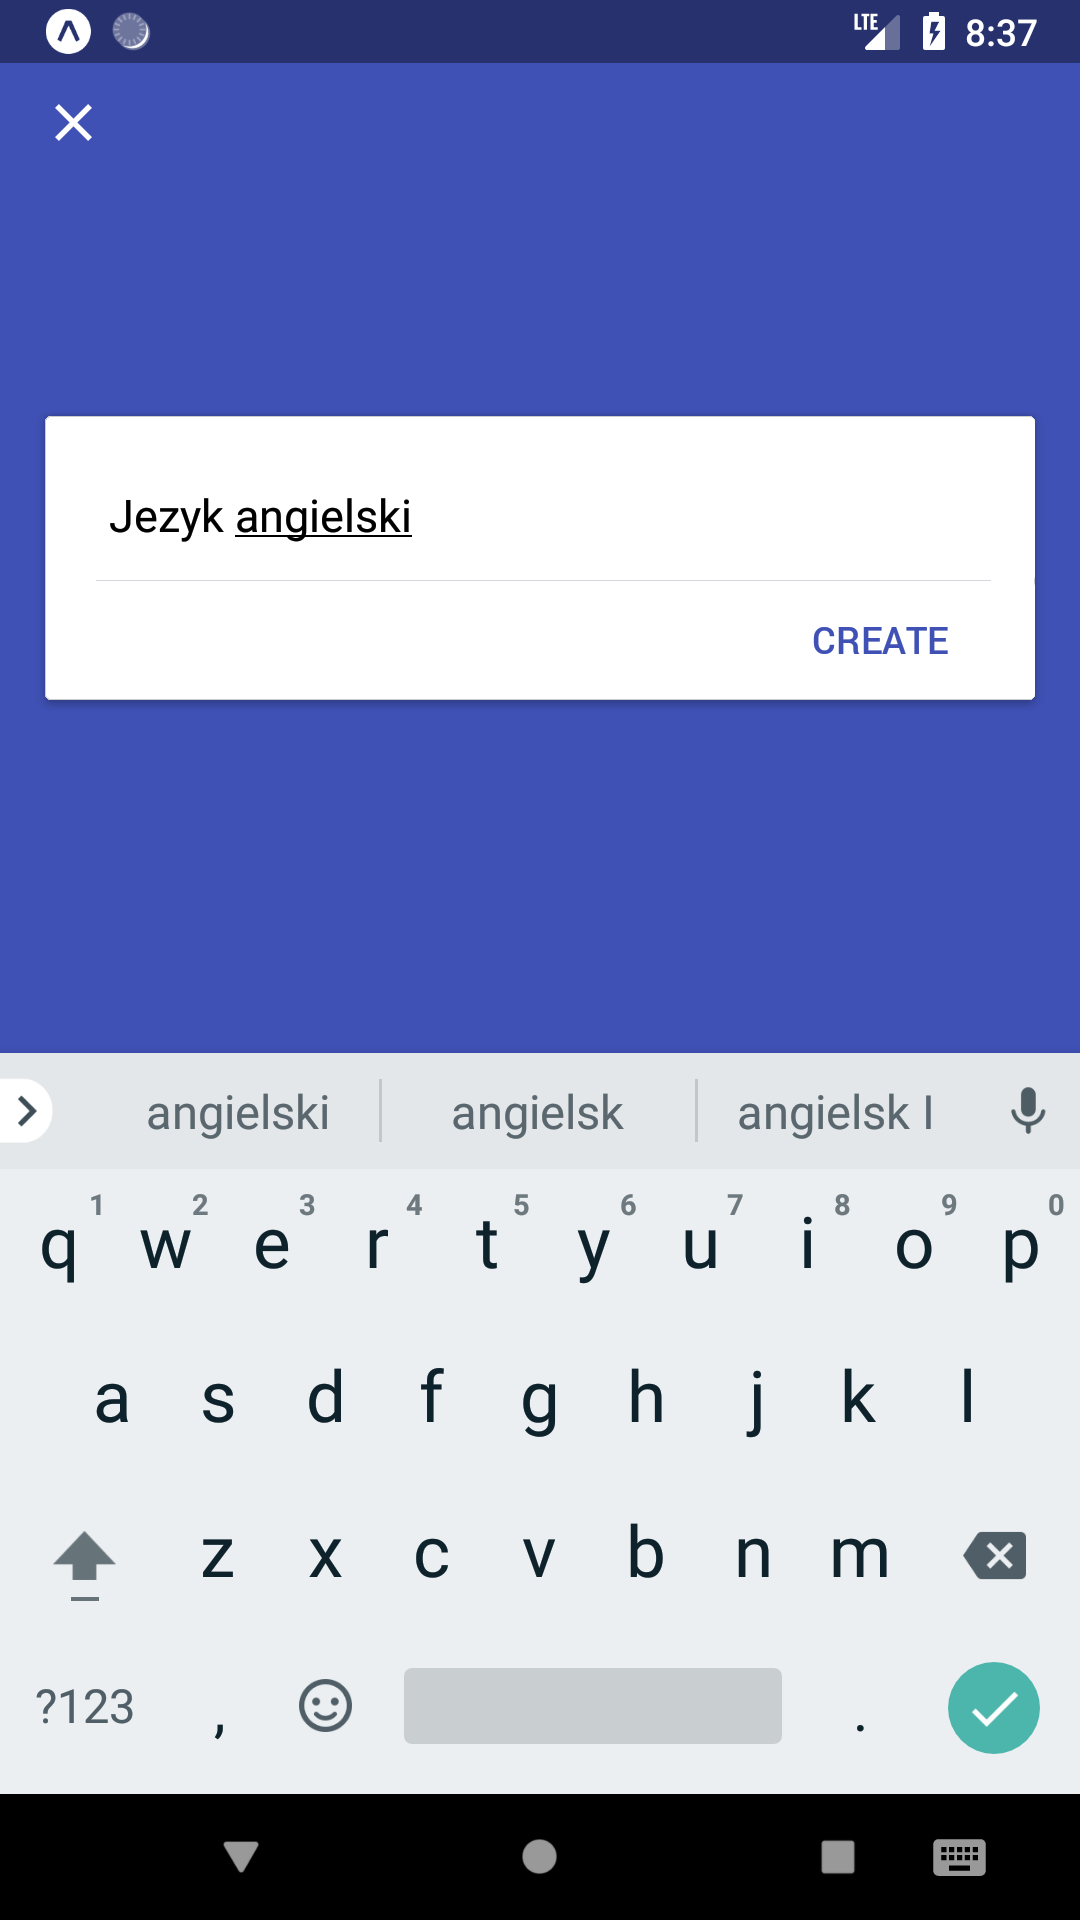 LTE 8:37
Jezyk angielski
CREATE
angielski angielsk angielsk I
1 2 3 4 5 6 7 8 9 0
q w e r t y u i o p
a s d f g h j k l
z x c v b n m
?123 , .